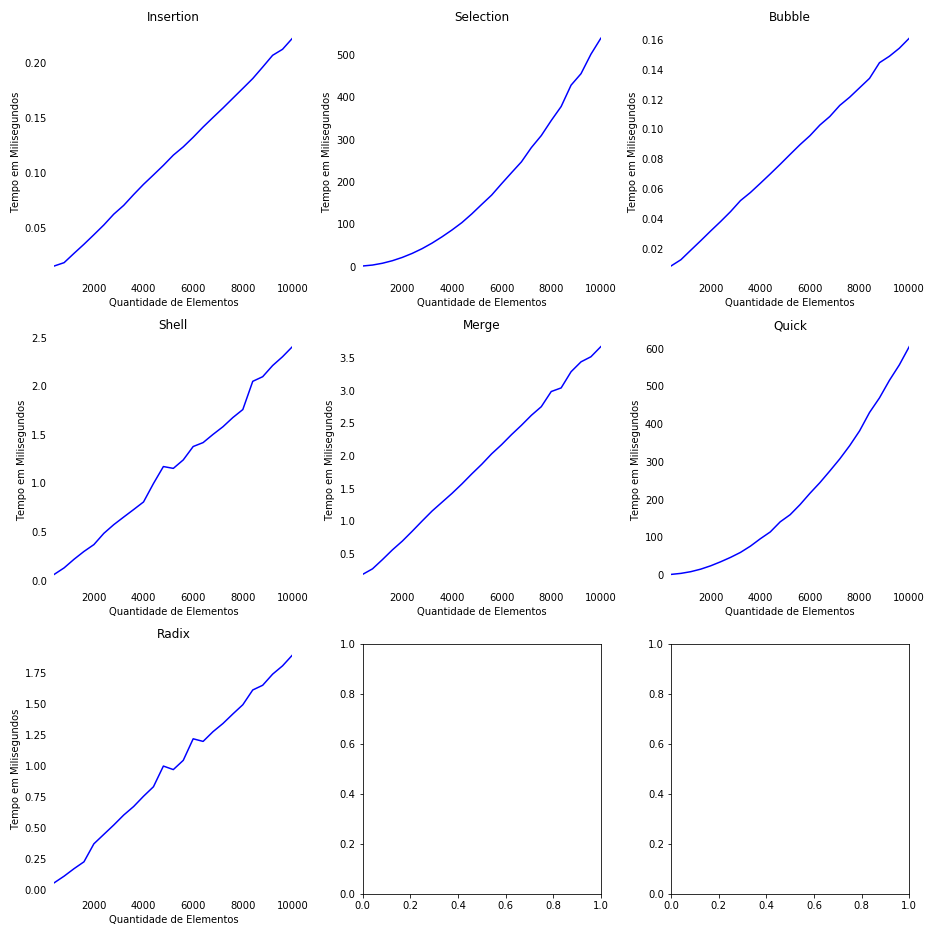 Insertion
Tempo em Milisegundos
0.20
0.15
0.10
0.05
2000 4000 6000 8000 10000
Quantidade de Elementos
Selection
Tempo em Milisegundos
500
400
300
200
100
0
2000 4000 6000 8000 10000
Quantidade de Elementos
Bubble
Tempo em Milisegundos
0.16
0.14
0.12
0.10
0.08
0.06
0.04
0.02
2000 4000 6000 8000 10000
Quantidade de Elementos
Shell
Tempo em Milisegundos
2.5
2.0
1.5
1.0
0.5
0.0
2000 4000 6000 8000 10000
Quantidade de Elementos
Merge
Tempo em Milisegundos
3.5
3.0
2.5
2.0
1.5
1.0
0.5
2000 4000 6000 8000 10000
Quantidade de Elementos
Quick
Tempo em Milisegundos
600
500
400
300
200
100
0
2000 4000 6000 8000 10000
Quantidade de Elementos
Radix
Tempo em Milisegundos
1.75
1.50
1.25
1.00
0.75
0.50
0.25
0.00
2000 4000 6000 8000 10000
Quantidade de Elementos
1.0
0.8
0.6
0.4
0.2
0.0
0.0 0.2 0.4 0.6 0.8 1.0
1.0
0.8
0.6
0.4
0.2
0.0
0.0 0.2 0.4 0.6 0.8 1.0